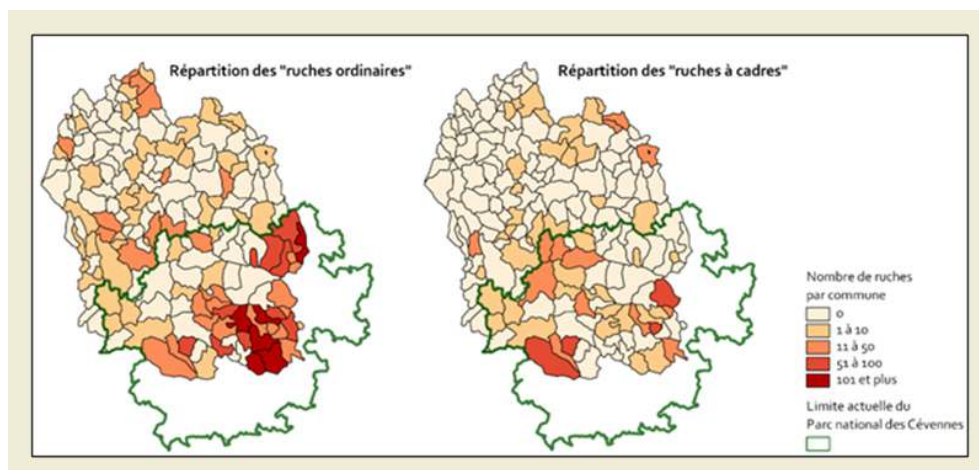 Répartition des "ruches ordinaires"
Répartition des "ruches à cadres"
Nombre de ruches
par commune
0
1 à 10
11 à 50
51 à 100
101 et plus
Limite actuelle du
Parc national des Cévennes